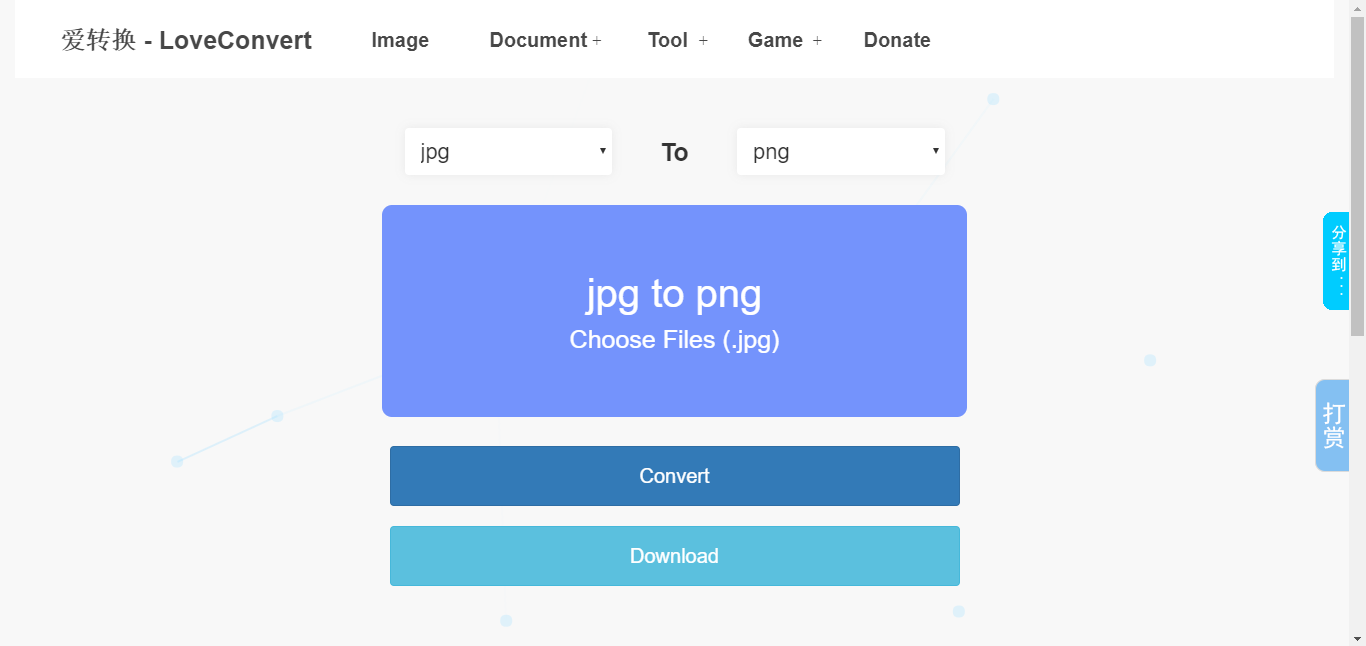 爱转换 - LoveConvert Image Document + Tool + Game + Donate
jpg To png
jpg to png
Choose Files (.jpg)
Convert
Download
分享到...
打赏